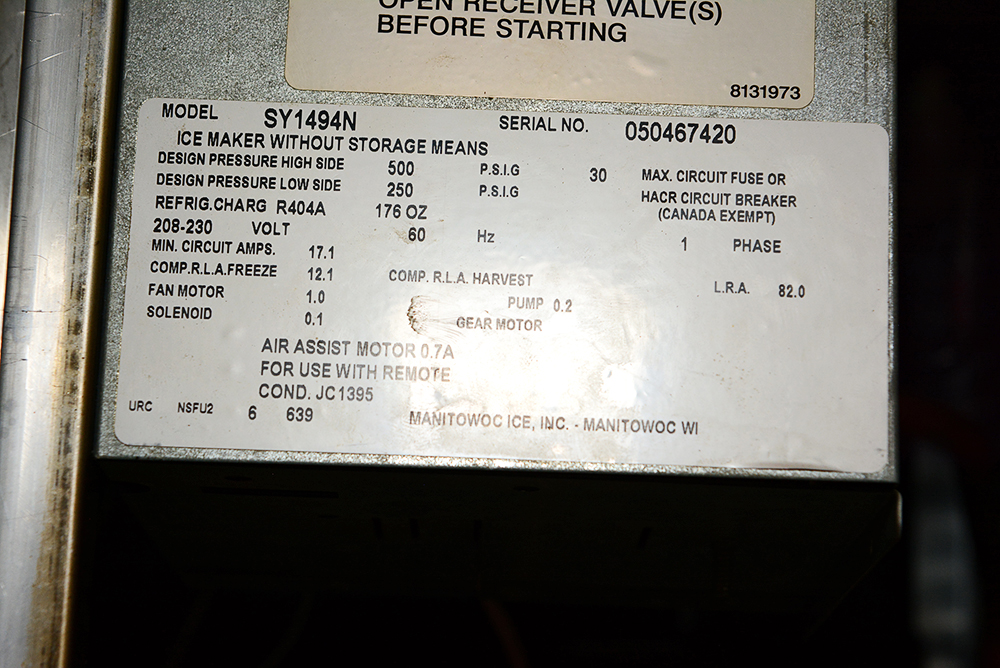 OPEN RECEIVER VALVE(S)
BEFORE STARTING
8131973
MODEL SY1494N SERIAL NO. 050467420
ICE MAKER WITHOUT STORAGE MEANS
DESIGN PRESSURE HIGH SIDE 500 P.S.I.G 30 MAX. CIRCUIT FUSE OR
DESIGN PRESSURE LOW SIDE 250 P.S.I.G HACR CIRCUIT BREAKER
(CANADA EXEMPT)
REFRIG.CHARG R404A 176 OZ
208-230 VOLT 60 Hz 1 PHASE
MIN. CIRCUIT AMPS. 17.1
COMP.R.L.A.FREEZE 12.1 COMP. R.L.A. HARVEST L.R.A. 82.0
FAN MOTOR 1.0 PUMP 0.2
SOLENOID 0.1 GEAR MOTOR
AIR ASSIST MOTOR 0.7A
FOR USE WITH REMOTE
COND. JC1395
URC NSFU2 6 639 MANITOWOC ICE, INC. - MANITOWOC WI